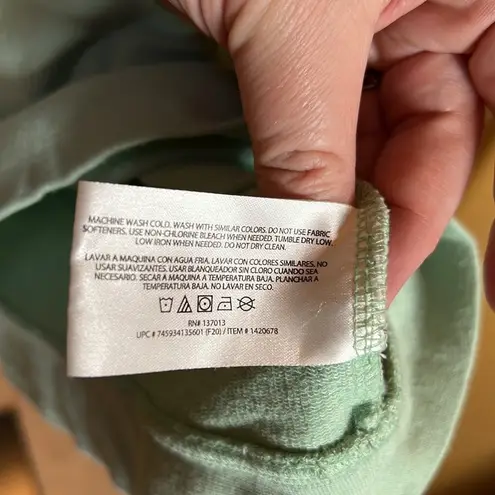 MACHINE WASH COLD. WASH WITH SIMILAR COLORS. DO NOT USE FABRIC
SOFTENERS. USE NON-CHLORINE BLEACH WHEN NEEDED. TUMBLE DRY LOW.
LOW IRON WHEN NEEDED. DO NOT DRY CLEAN.
LAVAR A MAQUINA CON AGUA FRIA. LAVAR CON COLORES SIMILARES. NO
USAR SUAVIZANTES. USAR BLANQUEADOR SIN CLORO CUANDO SEA
NECESARIO. SECAR A MAQUINA A TEMPERATURA BAJA. PLANCHAR A
TEMPERATURA BAJA. NO LAVAR EN SECO.
RN# 137013
UPC # 745934135601 (F20) / ITEM # 1420678